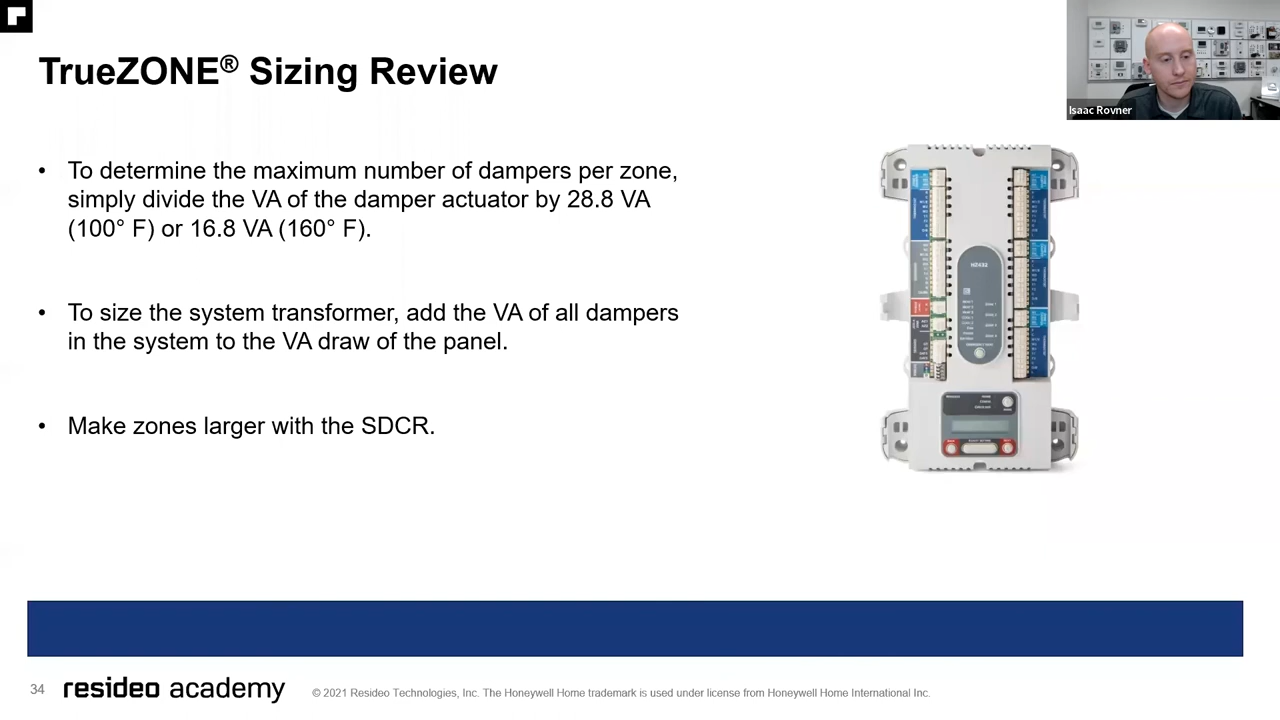 TrueZONE® Sizing Review
Isaac Rovner
• To determine the maximum number of dampers per zone,
simply divide the VA of the damper actuator by 28.8 VA
(100° F) or 16.8 VA (160° F).
• To size the system transformer, add the VA of all dampers
in the system to the VA draw of the panel.
• Make zones larger with the SDCR.
HZ432
34
resideo academy
© 2021 Resideo Technologies, Inc. The Honeywell Home trademark is used under license from Honeywell Home International Inc.